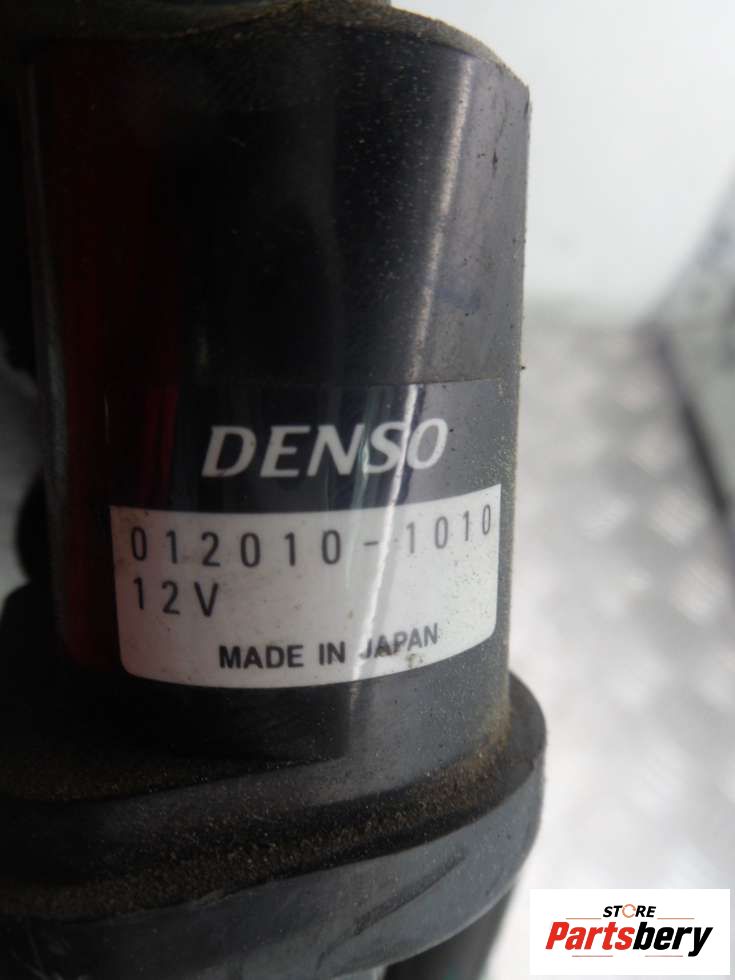 DENSO
012010-1010
12V
MADE IN JAPAN
STORE
Partsbery